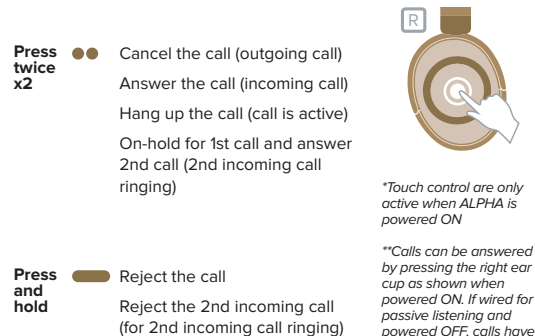 R
Press
twice
x2
Cancel the call (outgoing call)
Answer the call (incoming call)
Hang up the call (call is active)
On-hold for 1st call and answer
2nd call (2nd incoming call
ringing)
*Touch control are only
active when ALPHA is
powered ON
Press
and
hold
Reject the call
Reject the 2nd incoming call
(for 2nd incoming call ringing)
**Calls can be answered
by pressing the right ear
cup as shown when
powered ON. If wired for
passive listening and
powered OFF, calls have